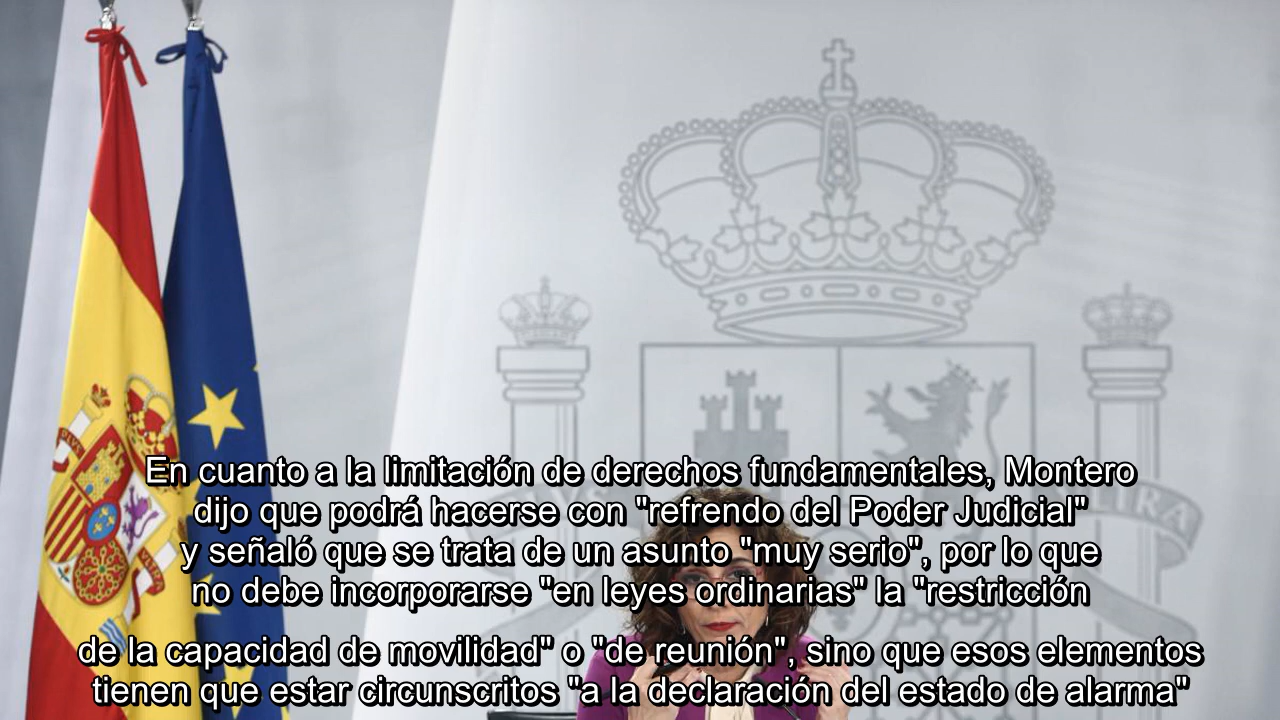 En cuanto a la limitación de derechos fundamentales, Montero
dijo que podrá hacerse con "refrendo del Poder Judicial"
y señaló que se trata de un asunto "muy serio", por lo que
no debe incorporarse "en leyes ordinarias" la "restricción
de la capacidad de movilidad" o "de reunión", sino que esos elementos
tienen que estar circunscritos "a la declaración del estado de alarma"